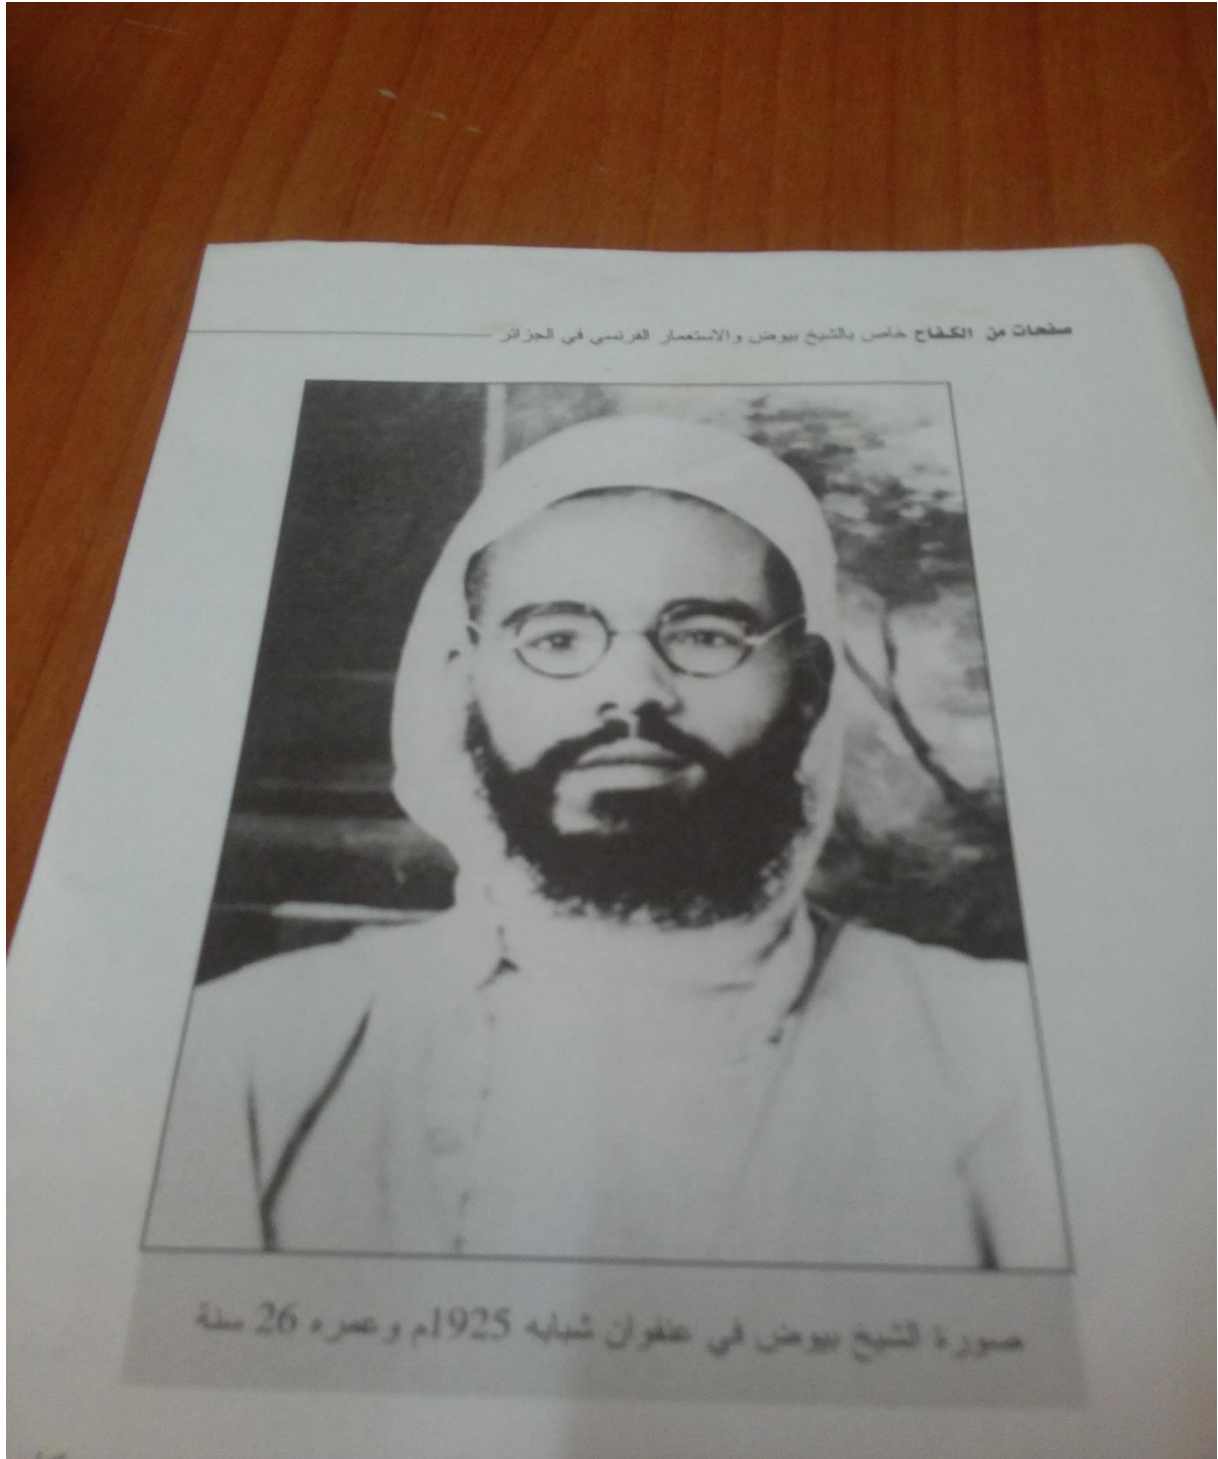 صفحات من الكفاح خاص بالشيخ بيوض والاستعمار الفرنسي في الجزائر
صورة الشيخ بيوض في عنفوان شبابه 1925م وعمره 26 سنة